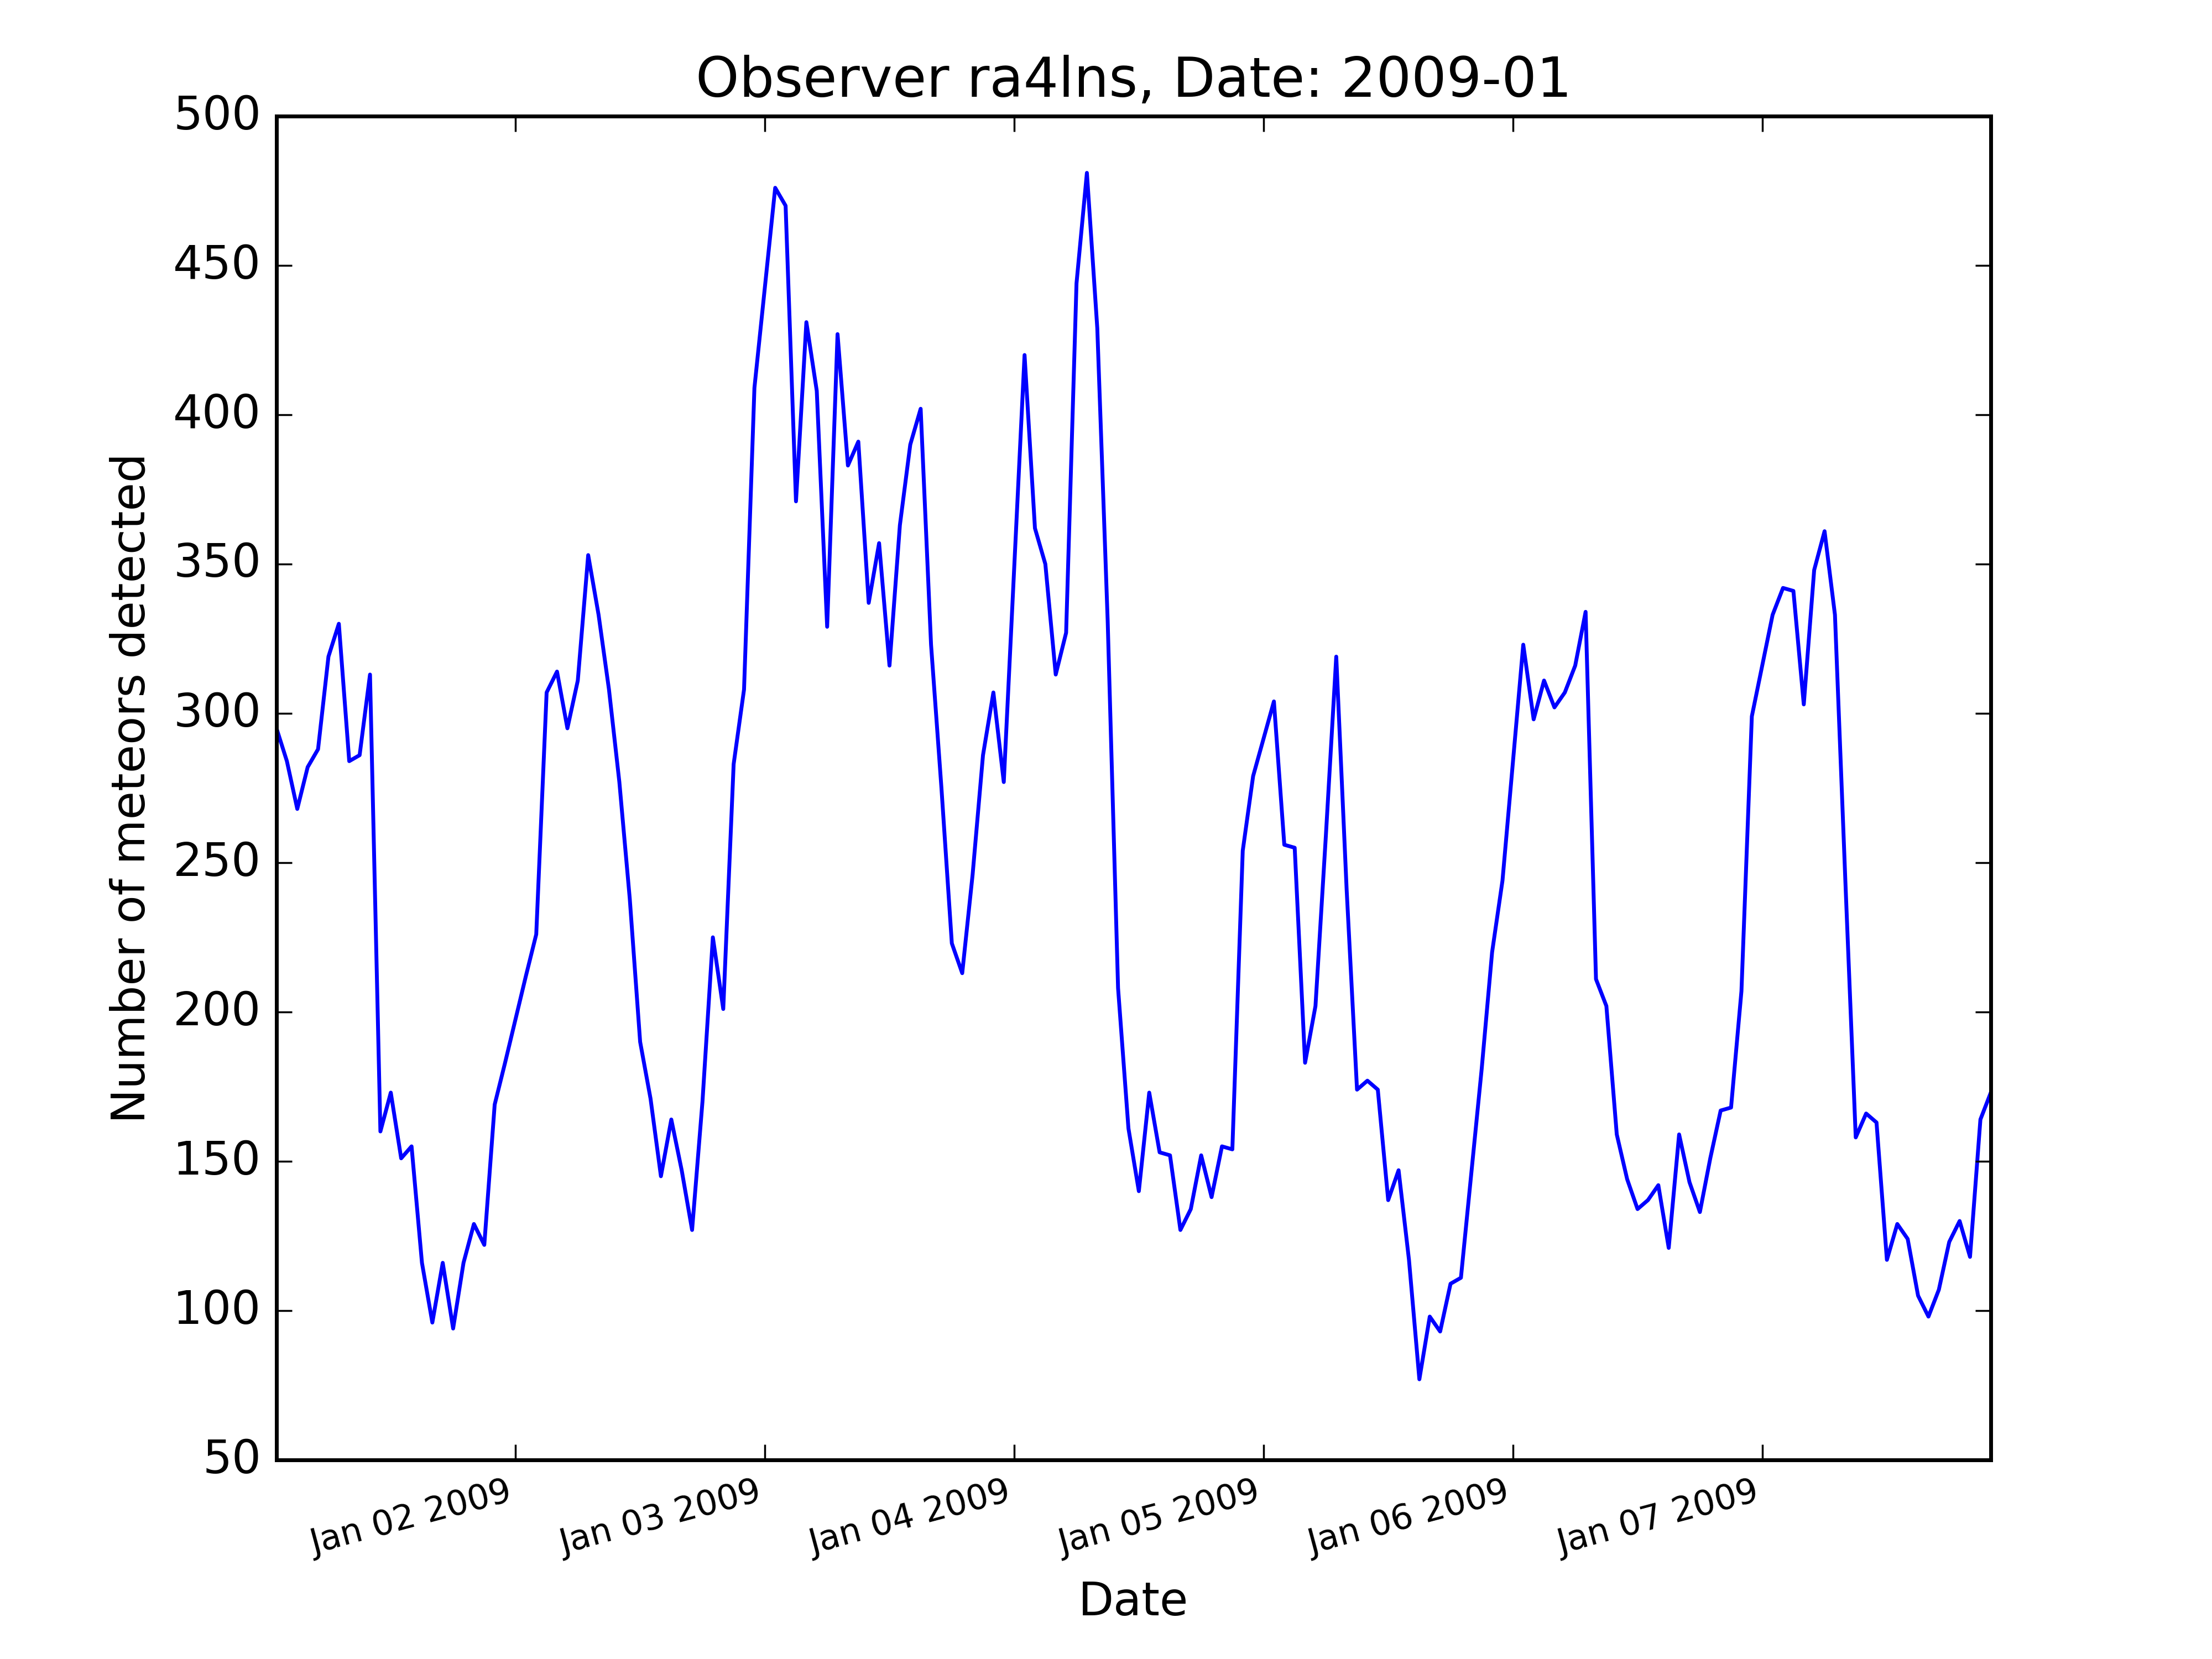 Observer ra4lns, Date: 2009-01
500
450
400
350
300
250
200
150
100
50
Number of meteors detected
Jan 02 2009
Jan 03 2009
Jan 04 2009
Jan 05 2009
Jan 06 2009
Jan 07 2009
Date